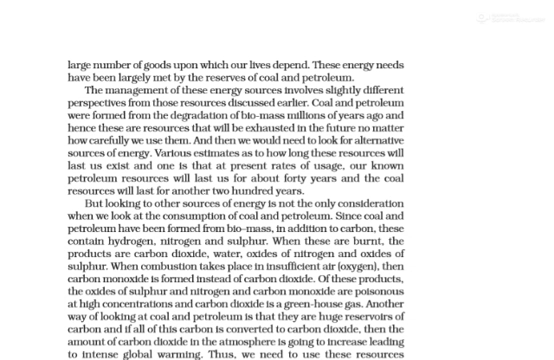 large number of goods upon which our lives depend. These energy needs
have been largely met by the reserves of coal and petroleum.
The management of these energy sources involves slightly different
perspectives from those resources discussed earlier. Coal and petroleum
were formed from the degradation of bio-mass millions of years ago and
hence these are resources that will be exhausted in the future no matter
how carefully we use them. And then we would need to look for alternative
sources of energy. Various estimates as to how long these resources will
last us exist and one is that at present rates of usage, our known
petroleum resources will last us for about forty years and the coal
resources will last for another two hundred years.
But looking to other sources of energy is not the only consideration
when we look at the consumption of coal and petroleum. Since coal and
petroleum have been formed from bio-mass, in addition to carbon, these
contain hydrogen, nitrogen and sulphur. When these are burnt, the
products are carbon dioxide, water, oxides of nitrogen and oxides of
sulphur. When combustion takes place in insufficient air (oxygen), then
carbon monoxide is formed instead of carbon dioxide. Of these products,
the oxides of sulphur and nitrogen and carbon monoxide are poisonous
at high concentrations and carbon dioxide is a green-house gas. Another
way of looking at coal and petroleum is that they are huge reservoirs of
carbon and if all of this carbon is converted to carbon dioxide, then the
amount of carbon dioxide in the atmosphere is going to increase leading
to intense global warming. Thus, we need to use these resources